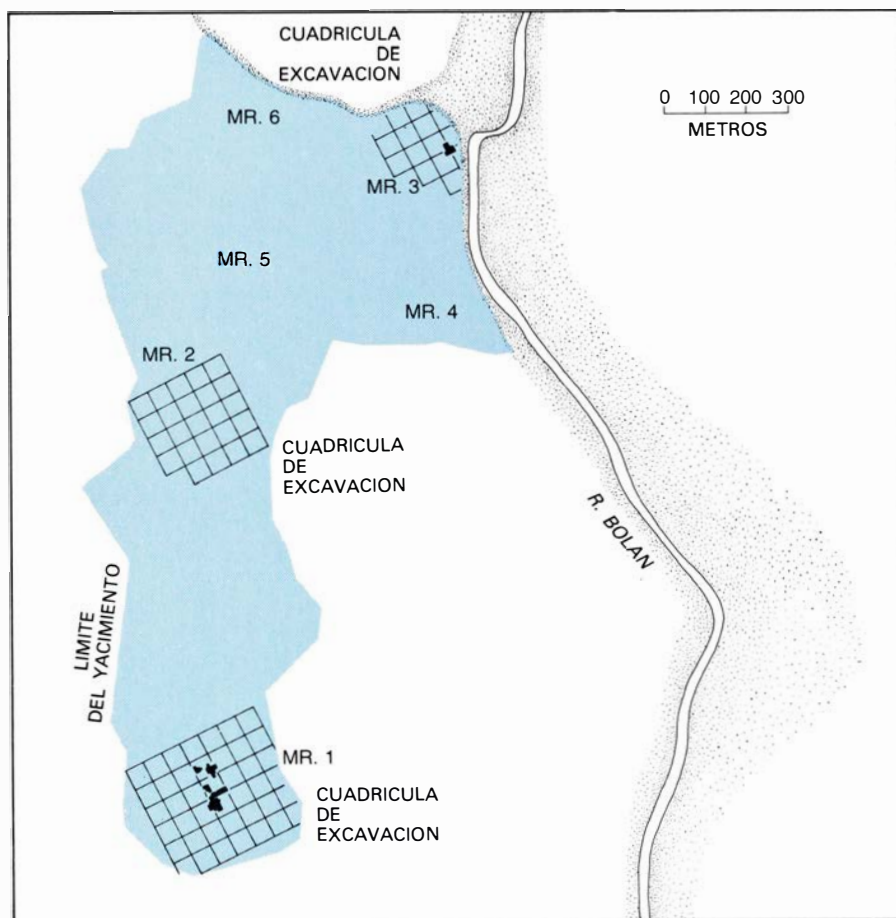 CUADRICULA
DE
EXCAVACION
0 100 200 300
METROS
MR. 6
MR. 3
MR. 5
MR. 4
MR. 2
CUADRICULA
DE
EXCAVACION
R. BOLAN
LIMITE
DEL YACIMIENTO
MR. 1
CUADRICULA
DE
EXCAVACION